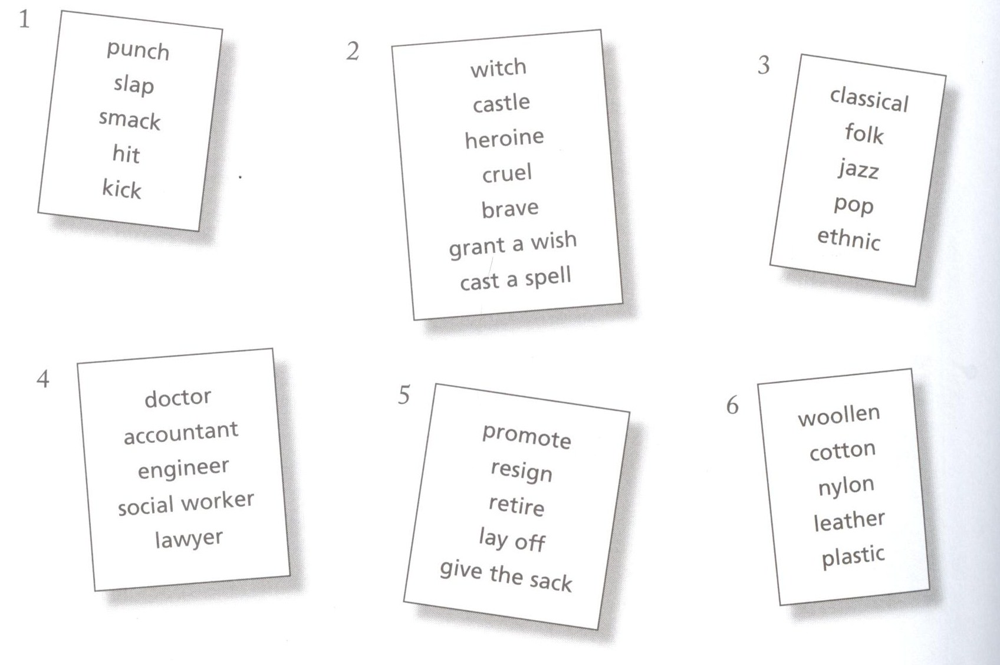 1
punch
slap
smack
hit
kick
2
witch
castle
heroine
cruel
brave
grant a wish
cast a spell
3
classical
folk
jazz
pop
ethnic
4
doctor
accountant
engineer
social worker
lawyer
5
promote
resign
retire
lay off
give the sack
6
woollen
cotton
nylon
leather
plastic